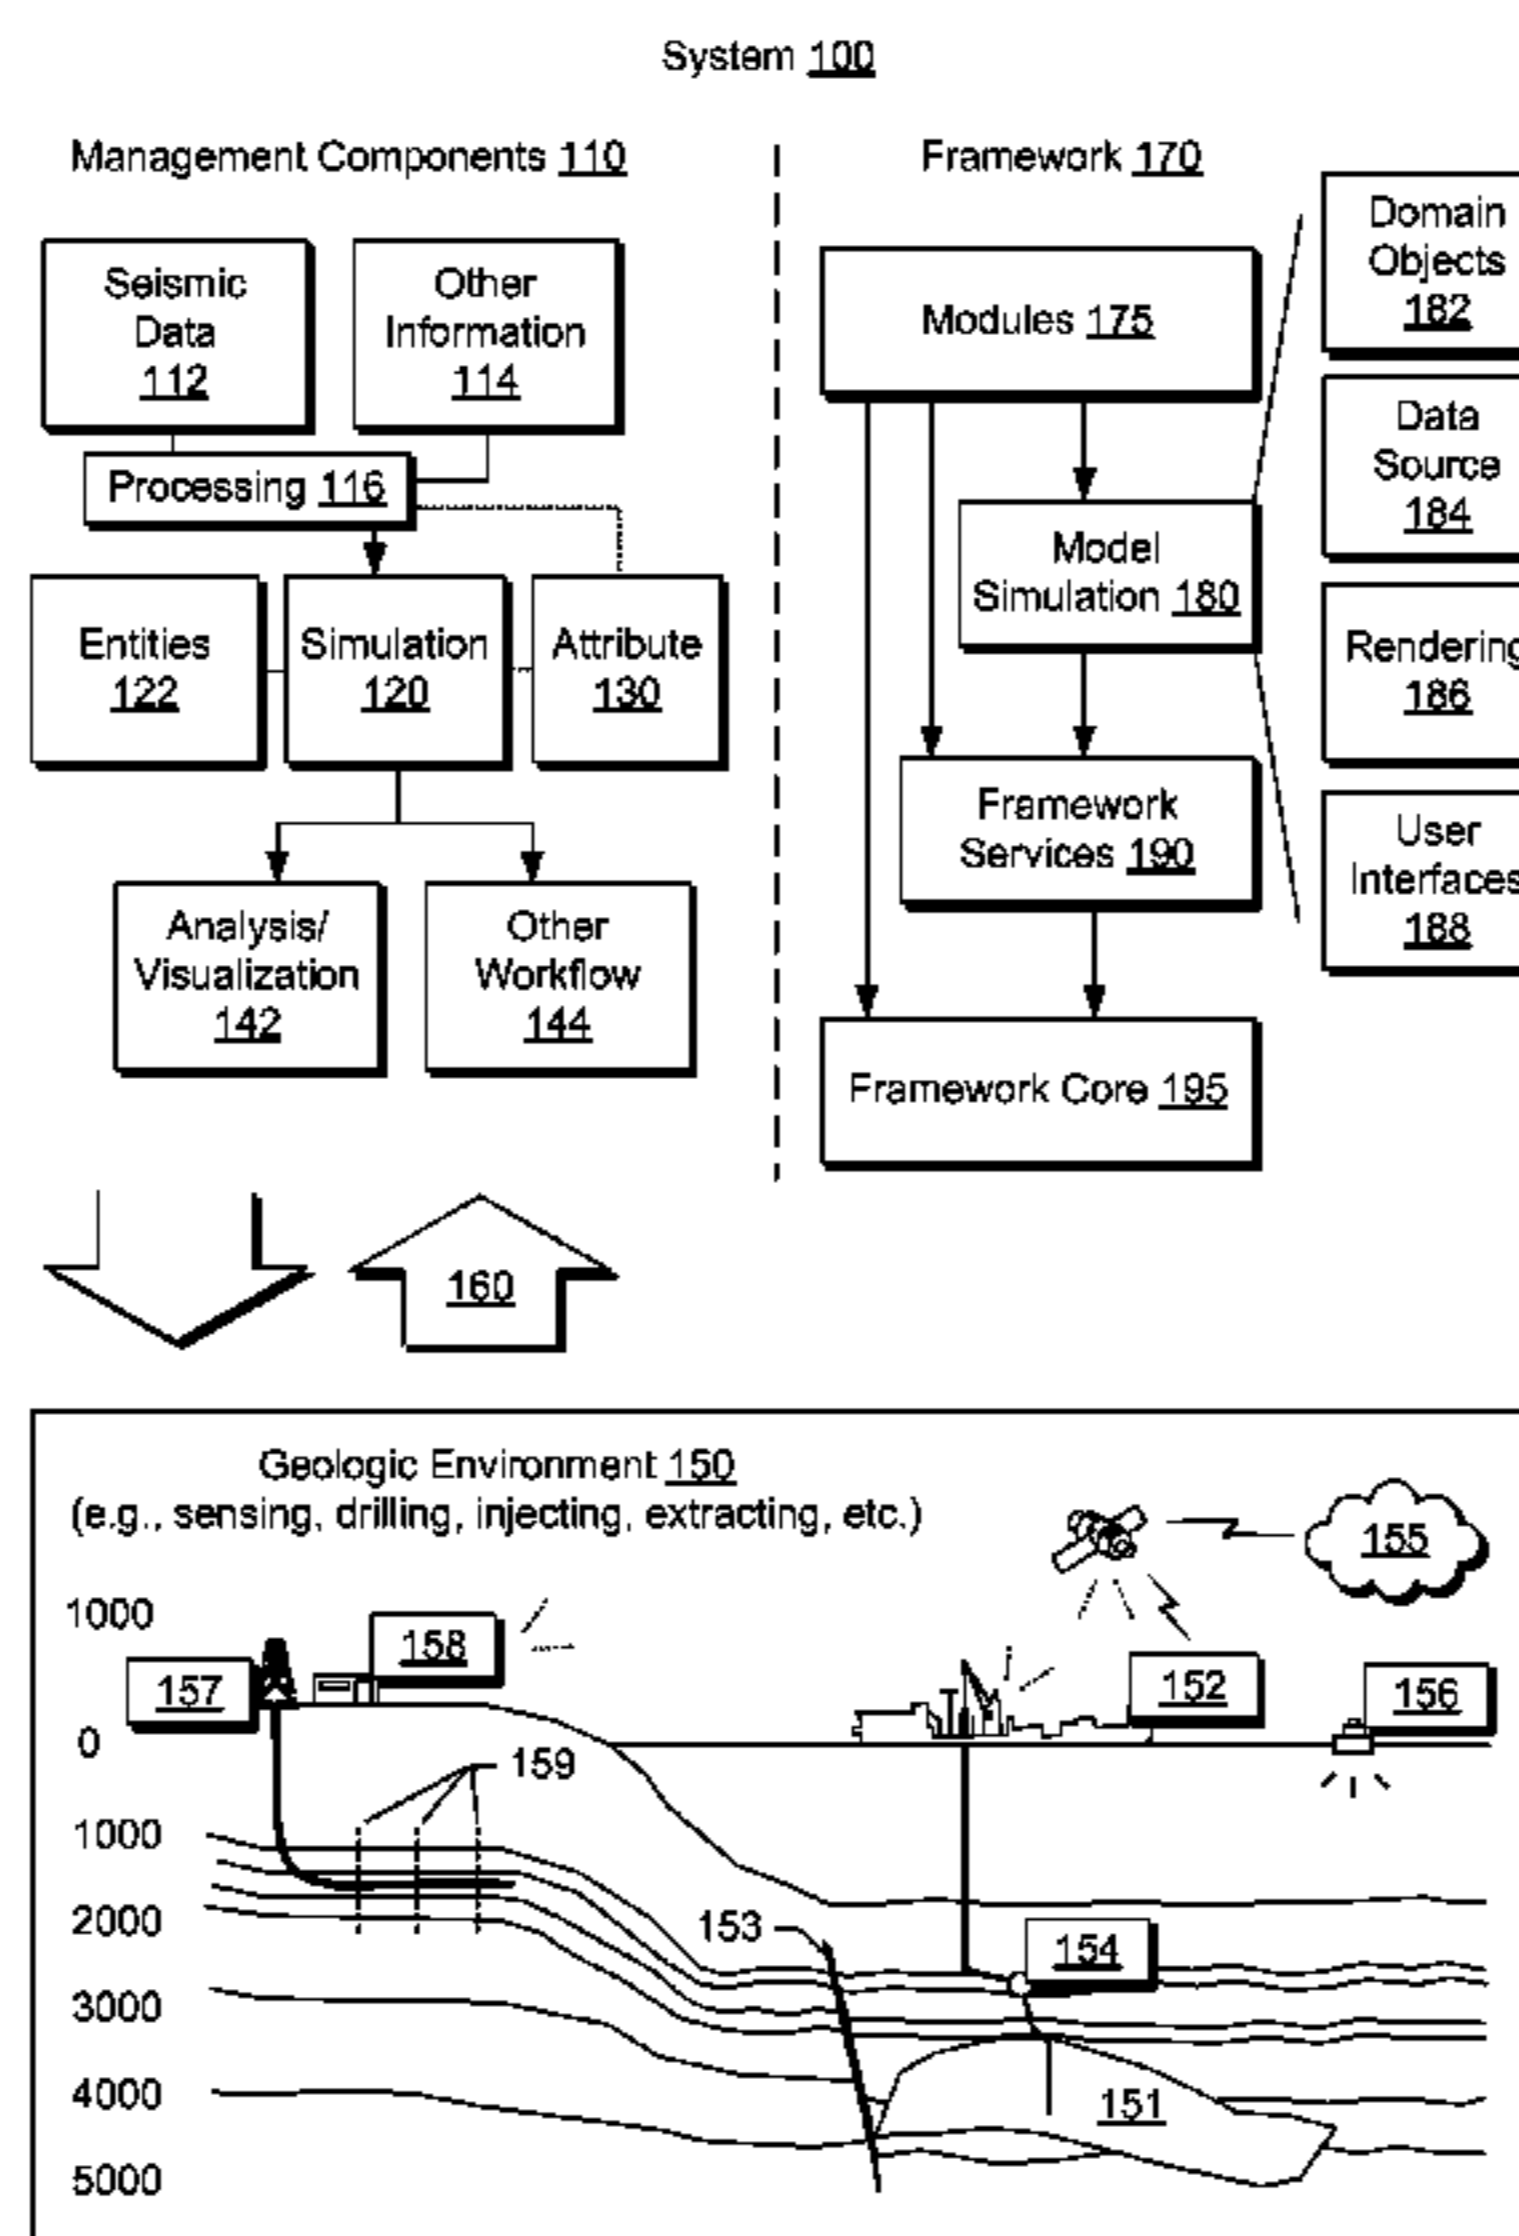 System 100
Management Components 110
Framework 170
Seismic
Data
112
Other
Information
114
Processing 116
Entities
122
Simulation
120
Attribute
130
Analysis/
Visualization
142
Other
Workflow
144
Modules 175
Model
Simulation 180
Framework
Services 190
Framework Core 195
Domain
Objects
182
Data
Source
184
Rendering
186
User
Interfaces
188
160
Geologic Environment 150
(e.g., sensing, drilling, injecting, extracting, etc.)
155
1000
158
157
152
156
0
159
1000
2000
153
154
3000
4000
151
5000